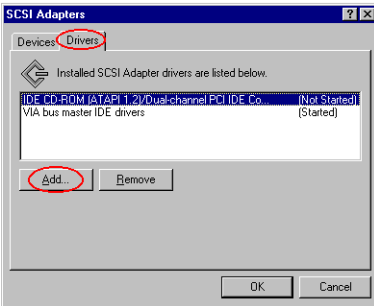 SCSI Adapters
Devices Drivers
Installed SCSI Adapter drivers are listed below.
IDE CD-ROM (ATAPI 1.2)/Dual-channel PCI IDE Co... (Not Started)
VIA bus master IDE drivers (Started)
Add... Remove
OK Cancel